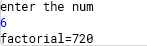 enter the num
6
factorial=720